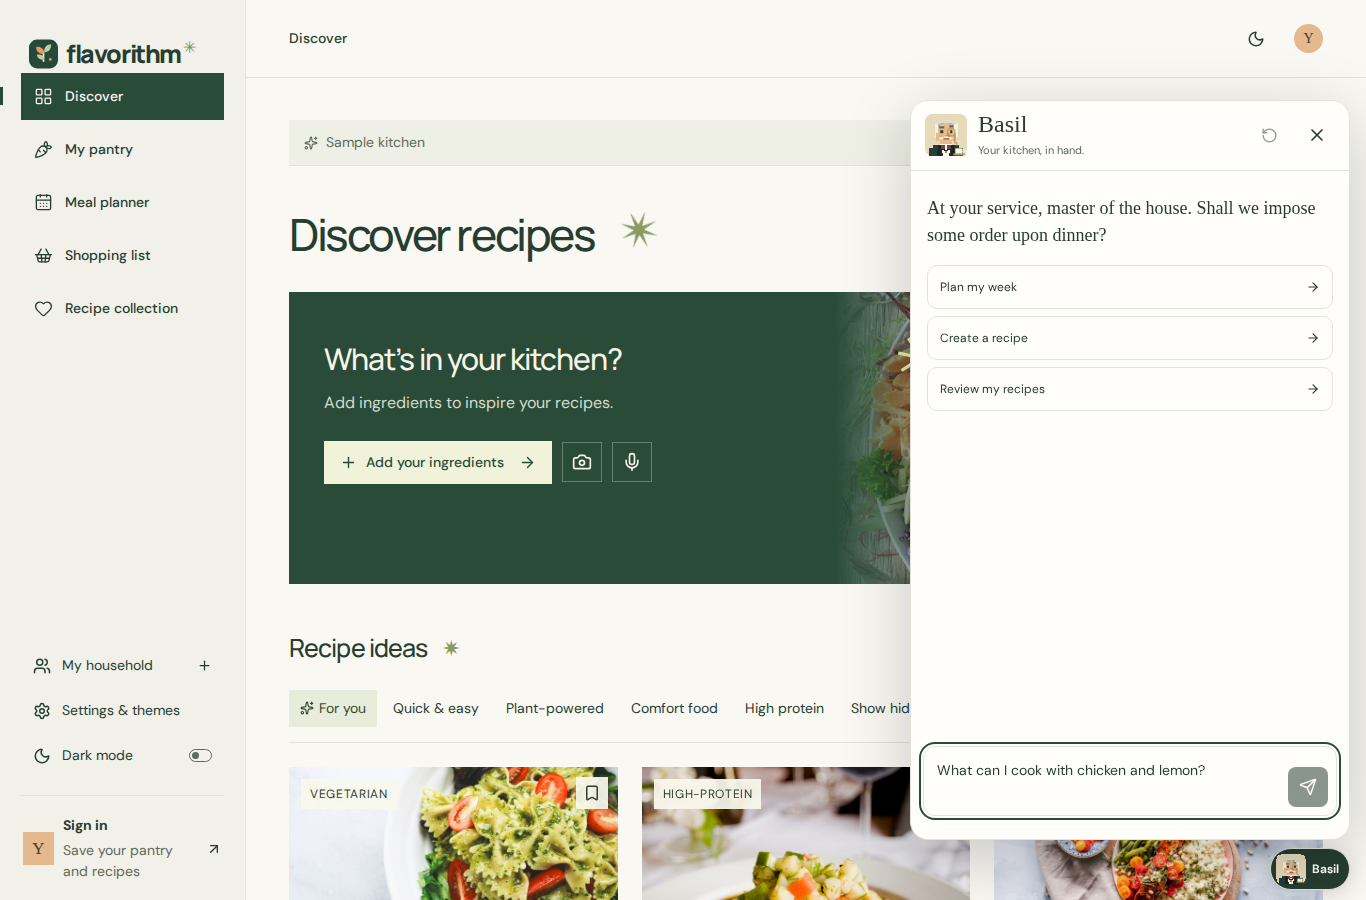 flavorithm
Discover
My pantry
Meal planner
Shopping list
Recipe collection
My household
Settings & themes
Dark mode
Y
Sign in
Save your pantry
and recipes
Discover
Y
Sample kitchen
Discover recipes
What's in your kitchen?
Add ingredients to inspire your recipes.
Add your ingredients
Recipe ideas
For you
Quick & easy
Plant-powered
Comfort food
High protein
Show hid
VEGETARIAN
HIGH-PROTEIN
Basil
Your kitchen, in hand.
At your service, master of the house. Shall we impose
some order upon dinner?
Plan my week
Create a recipe
Review my recipes
What can I cook with chicken and lemon?
Basil